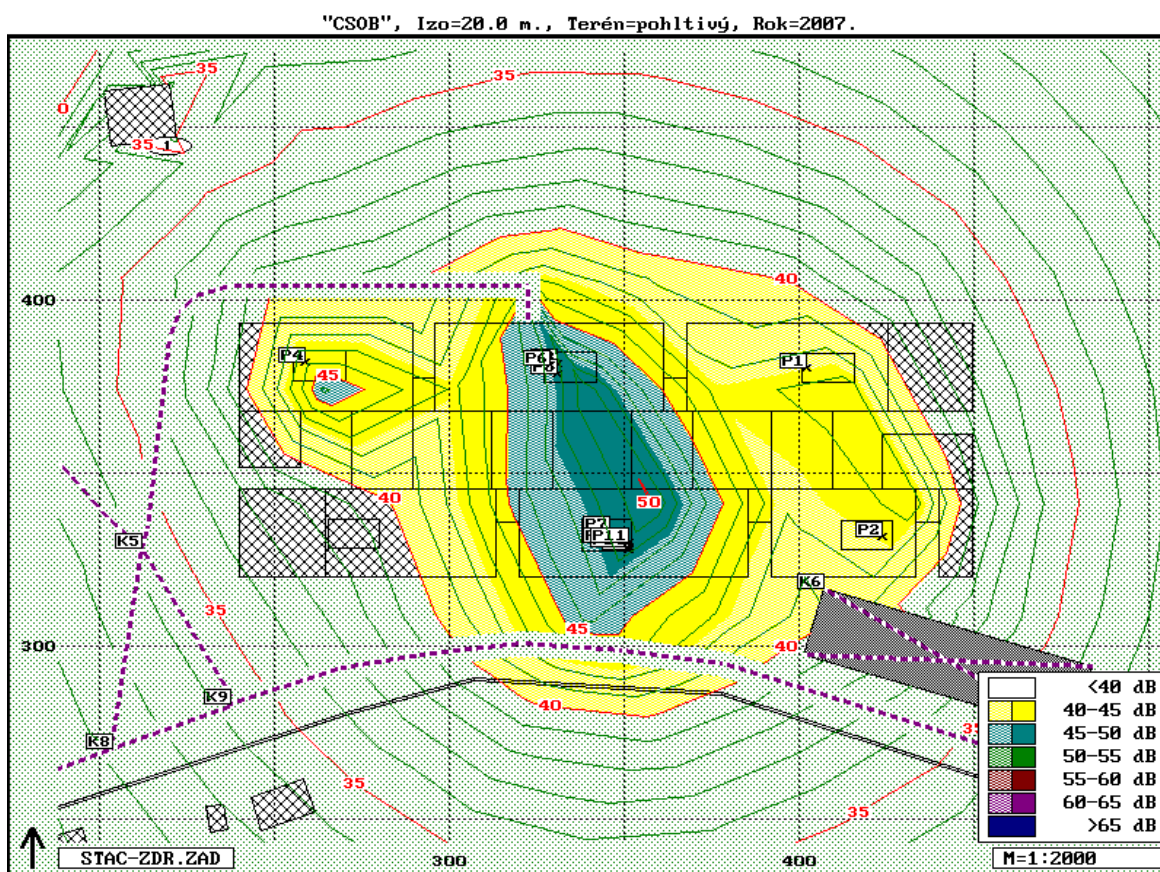 "CSOB", Izo=20.0 m., Terén=pohltivý, Rok=2007.
35
35
0
35
1
40
400
P4
P6
P1
45
40
50
P7
P11
P2
K5
K6
35
45
300
40
K9
40
K8
35
35
35
<40 dB
40-45 dB
45-50 dB
50-55 dB
55-60 dB
60-65 dB
>65 dB
STAC-ZDR.ZAD
300
400
M=1:2000